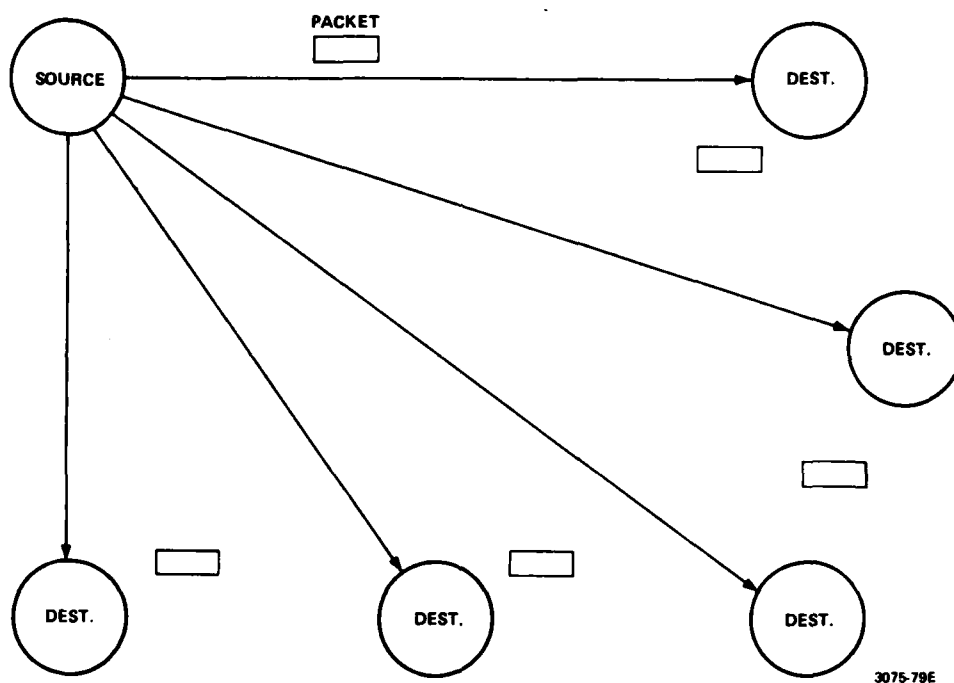 PACKET
SOURCE
DEST.
DEST.
DEST.
DEST.
DEST.
3075-79E